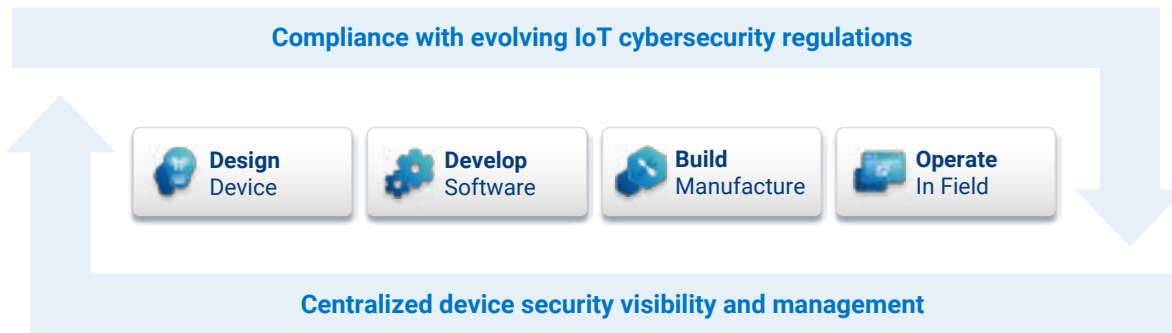 Compliance with evolving IoT cybersecurity regulations
Design
Device
Develop
Software
Build
Manufacture
Operate
In Field
Centralized device security visibility and management